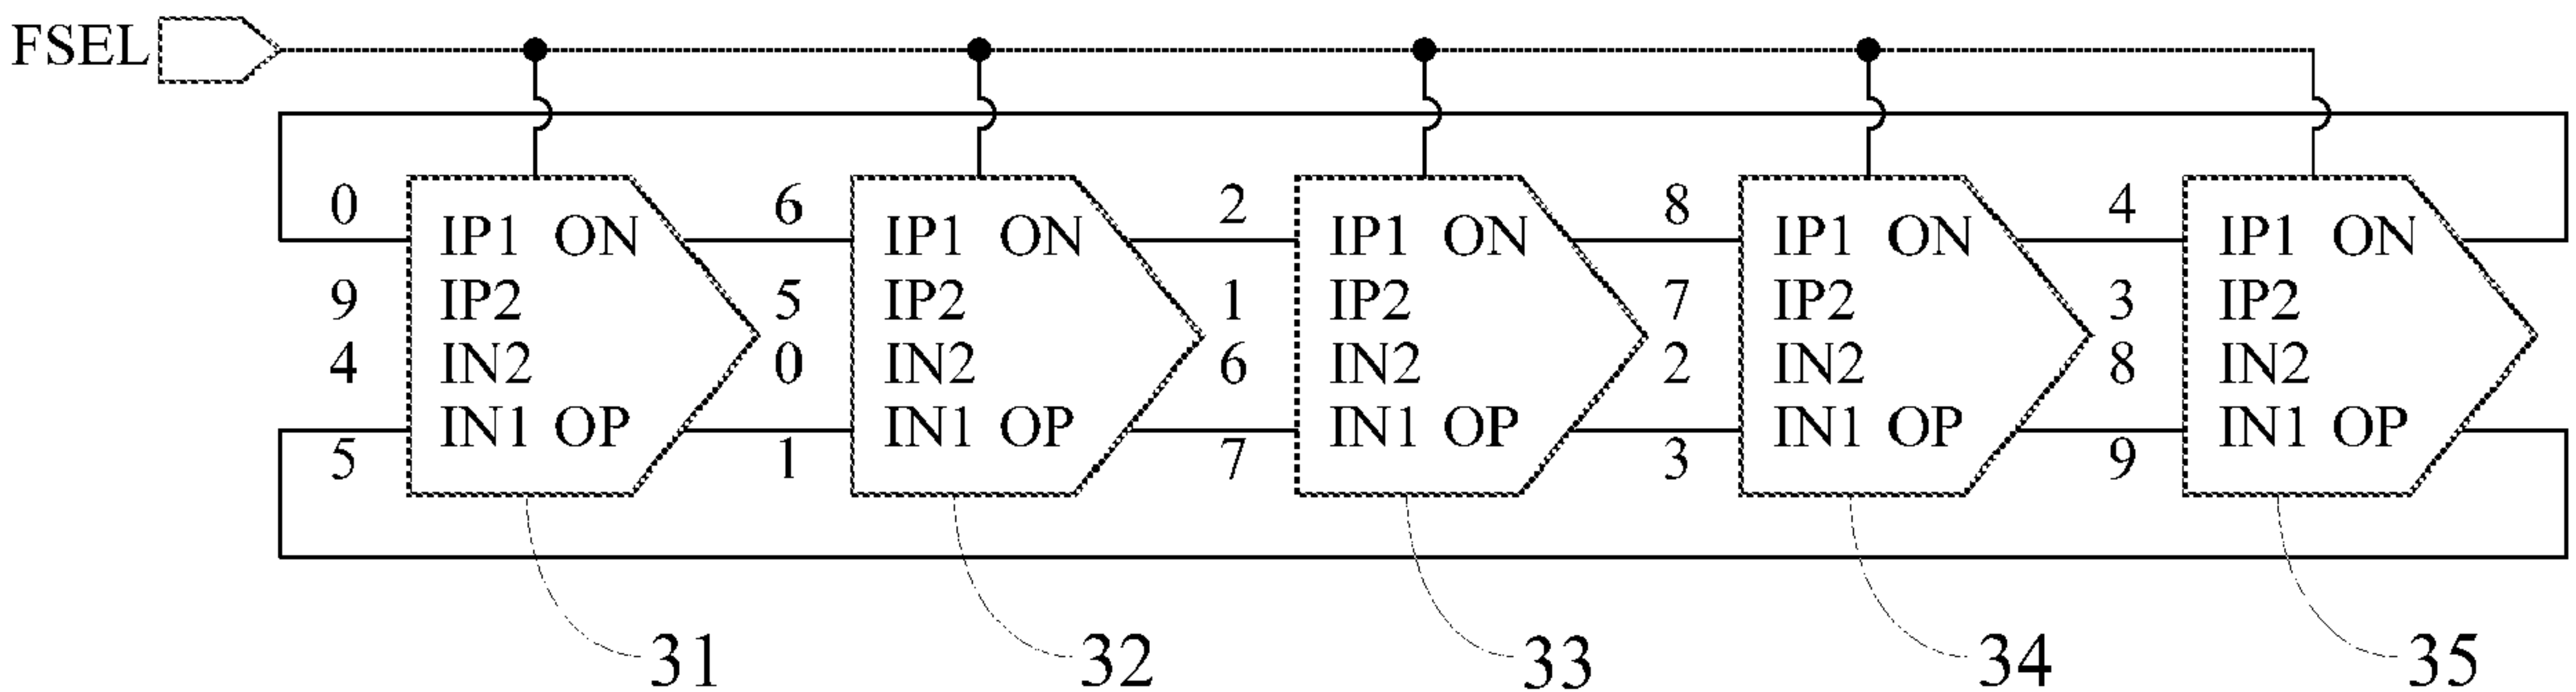 FSEL
0 IP1 ON 6 IP1 ON 2 IP1 ON 8 IP1 ON 4 IP1 ON
9 IP2 5 IP2 1 IP2 7 IP2 3 IP2
4 IN2 0 IN2 6 IN2 2 IN2 8 IN2
5 IN1 OP 1 IN1 OP 7 IN1 OP 3 IN1 OP 9 IN1 OP
31 32 33 34 35